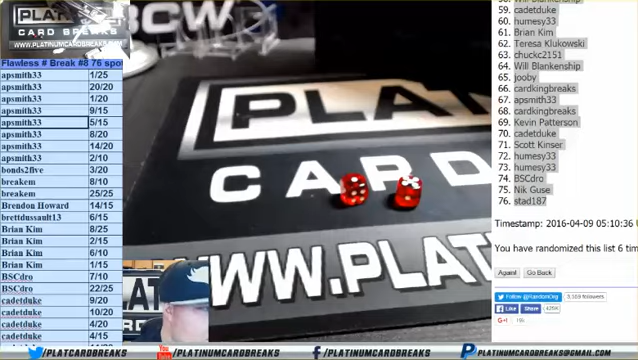 CARD BREAKS
WWW.PLATINUMCARDBREAKS.COM
BCW
Flawless # Break #8 76 spo
apsmith33 1/25
apsmith33 20/20
apsmith33 1/20
apsmith33 9/15
apsmith33 5/15
apsmith33 8/20
apsmith33 14/20
apsmith33 2/10
bonds2five 3/20
breakem 8/10
breakem 25/25
Brendon Howard 14/15
brettdussault13 6/15
Brian Kim 8/25
Brian Kim 2/15
Brian Kim 6/10
Brian Kim 1/15
BSCdro 7/10
BSCdro 22/25
cadetduke 9/20
cadetduke 10/20
cadetduke 4/20
cadetduke 4/15
PLAT
CARD
WWW.PLATI
59. cadetduke
60. humesy33
61. Brian Kim
62. Teresa Klukowski
63. chuckc2151
64. Will Blankenship
65. jooby
66. cardkingbreaks
67. apsmith33
68. cardkingbreaks
69. Kevin Patterson
70. cadetduke
71. Scott Kinser
72. humesy33
73. humesy33
74. BSCdro
75. Nik Guse
76. stad187
Timestamp: 2016-04-09 05:10:36
You have randomized this list 6 tim
Again! Go Back
Follow @RandomOrg
followers
Like Share
/PLATCARDBREAKS
You Tube /PLATINUMCARDBREAKS
/PLATINUMCARDBREAKS
PLATINUMCARDBREAKS.COM